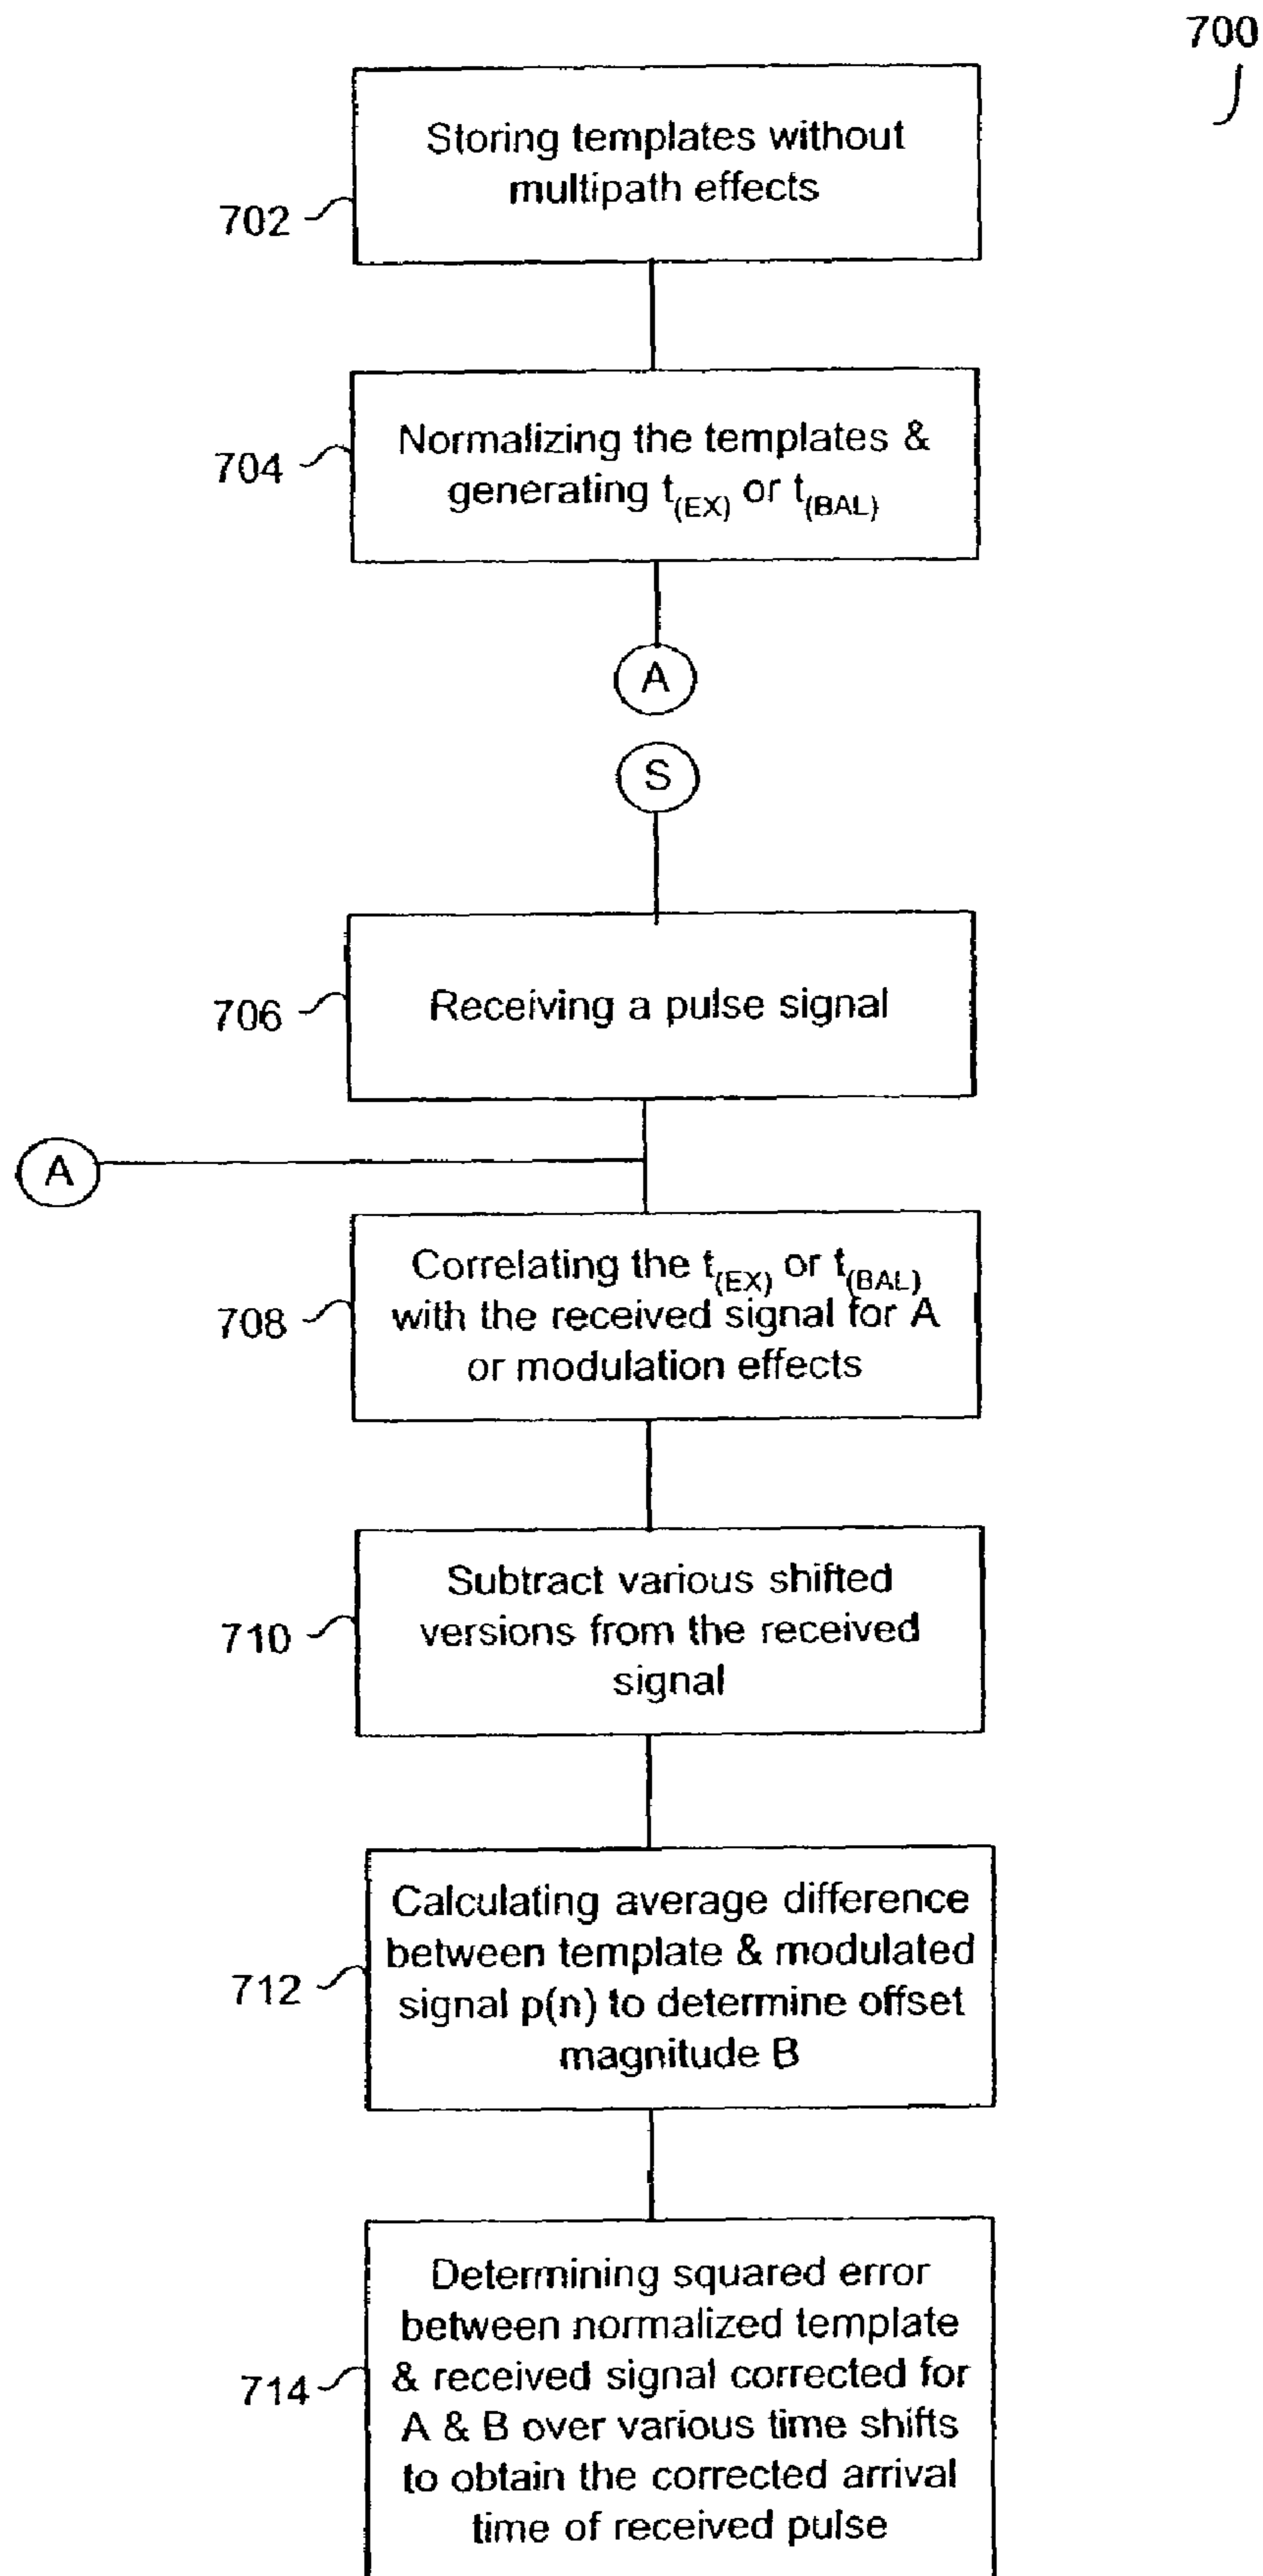 700
Storing templates without
multipath effects
702
Normalizing the templates &
generating t(EX) or t(BAL)
704
A
S
Receiving a pulse signal
706
A
Correlating the t(EX) or t(BAL)
with the received signal for A
or modulation effects
708
Subtract various shifted
versions from the received
signal
710
Calculating average difference
between template & modulated
signal p(n) to determine offset
magnitude B
712
Determining squared error
between normalized template
& received signal corrected for
A & B over various time shifts
to obtain the corrected arrival
time of received pulse
714